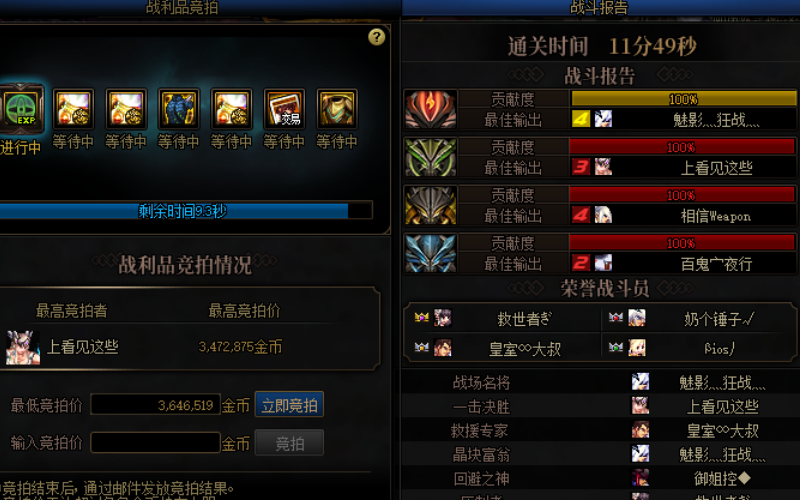 战利品竞拍
?
EXP
交易
进行中 等待中 等待中 等待中 等待中 等待中 等待中
剩余时间9.3秒
战利品竞拍情况
最高竞拍者 最高竞拍价
上看见这些 3,472,875金币
最低竞拍价 3,646,519 金币 立即竞拍
输入竞拍价 金币 竞拍
竞拍结束后,通过邮件发放竞拍结果。
战斗报告
通关时间 11分49秒
战斗报告
贡献度 100%
最佳输出 4 魅影灬狂战灬
贡献度 100%
最佳输出 3 上看见这些
贡献度 100%
最佳输出 4 相信Weapon
贡献度 100%
最佳输出 2 百鬼宀夜行
荣誉战斗员
救世者ぎ 奶个锤子√
皇室∞大叔 βios丿
战场名将 魅影灬狂战灬
一击决胜 上看见这些
救援专家 皇室∞大叔
晶块富翁 魅影灬狂战灬
回避之神 御姐控◆